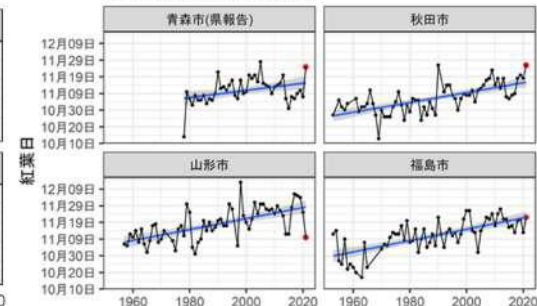 青森市(県報告)
秋田市
12月09日
11月29日
11月19日
11月09日
10月30日
10月20日
10月10日
紅葉日
山形市
福島市
12月09日
11月29日
11月19日
11月09日
10月30日
10月20日
10月10日
0
1960
1980
2000
2020
1960
1980
2000
2020